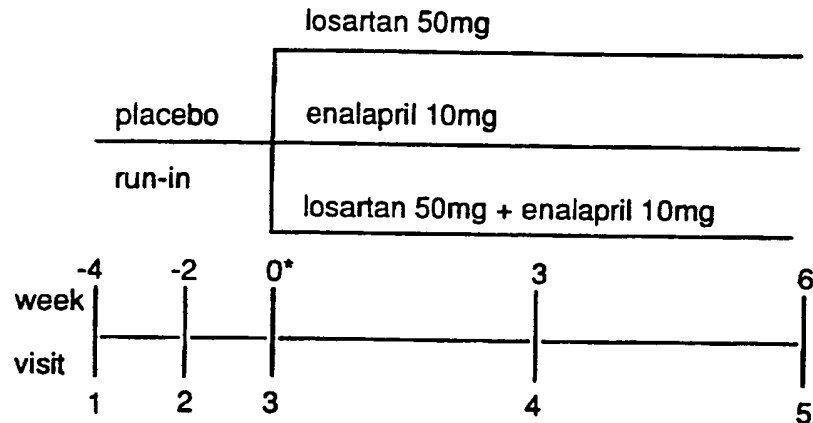 losartan 50mg
placebo enalapril 10mg
run-in
losartan 50mg + enalapril 10mg
-4 -2 0* 3 6
week
visit
1 2 3 4 5